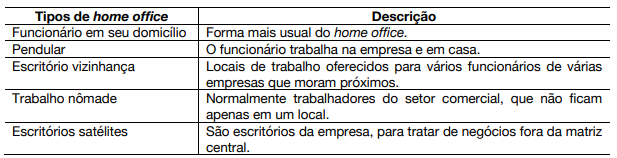 Tipos de home office Descrição
Funcionário em seu domicílio Forma mais usual do home office.
Pendular O funcionário trabalha na empresa e em casa.
Escritório vizinhança Locais de trabalho oferecidos para vários funcionários de várias
empresas que moram próximos.
Trabalho nômade Normalmente trabalhadores do setor comercial, que não ficam
apenas em um local.
Escritórios satélites São escritórios da empresa, para tratar de negócios fora da matriz
central.